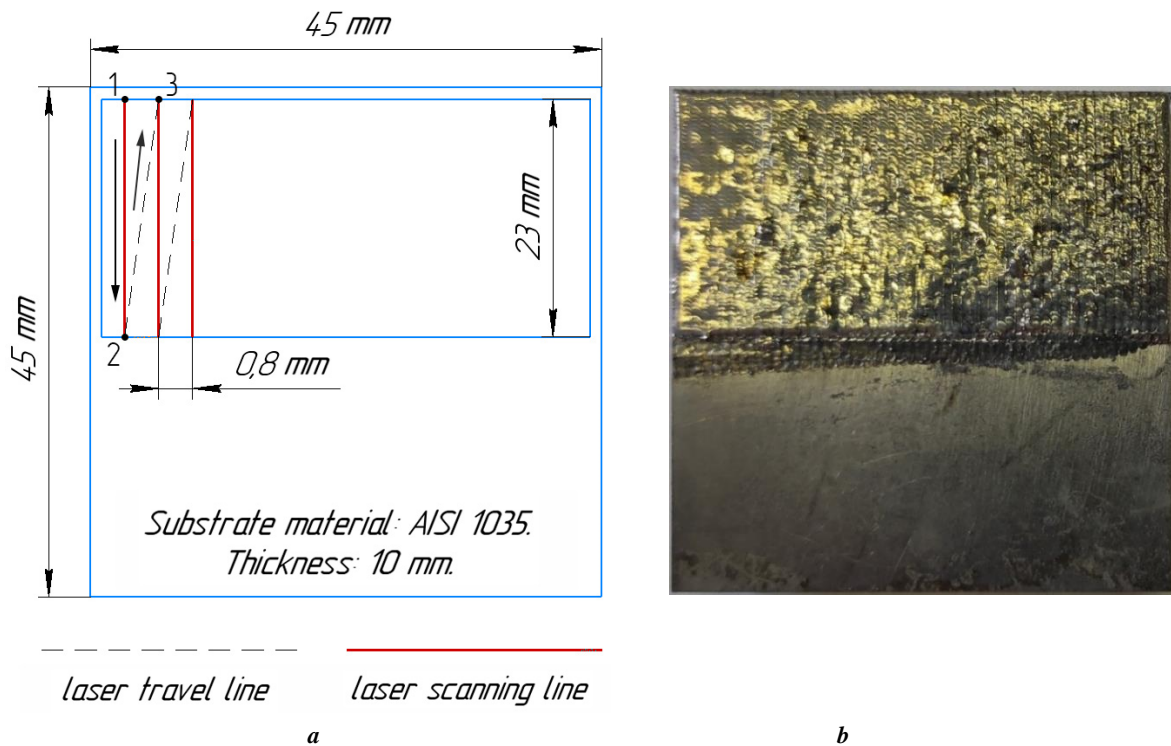 45 mm
1
3
45 mm
23 mm
2
0,8 mm
Substrate material: AISI 1035.
Thickness: 10 mm.
laser travel line
laser scanning line
a
b